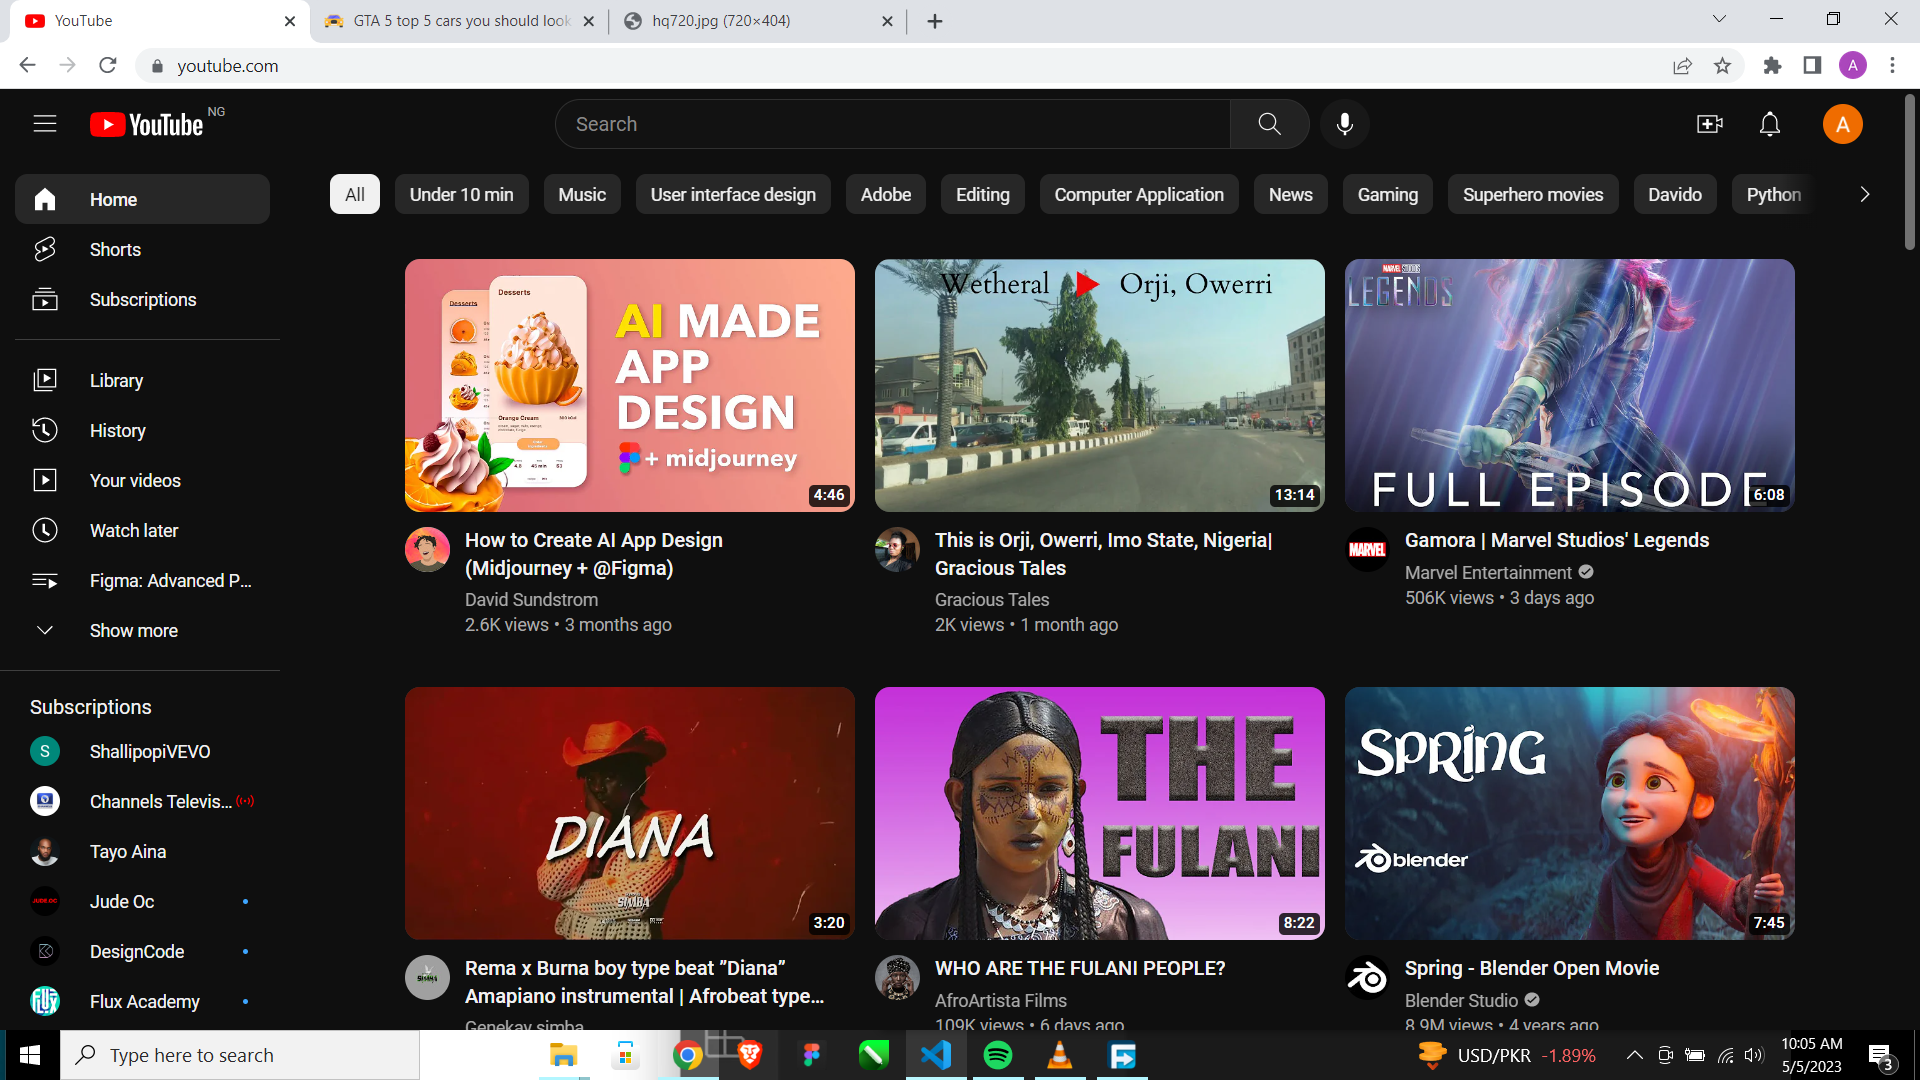 YouTube
GTA 5 top 5 cars you should look
hq720.jpg (720×404)
youtube.com
A
YouTube NG
Search
A
All
Under 10 min
Music
User interface design
Adobe
Editing
Computer Application
News
Gaming
Superhero movies
Davido
Python
Home
Shorts
Subscriptions
Library
History
Your videos
Watch later
Figma: Advanced P...
Show more
Subscriptions
S ShallipopiVEVO
Channels Televis...
Tayo Aina
JUDE OC Jude Oc
DesignCode
FLUX Flux Academy
Desserts
Desserts
Orange Cream
AI MADE
APP
DESIGN
+ midjourney
4:46
How to Create AI App Design
(Midjourney + @Figma)
David Sundstrom
2.6K views • 3 months ago
Wetheral Orji, Owerri
13:14
This is Orji, Owerri, Imo State, Nigeria|
Gracious Tales
Gracious Tales
2K views • 1 month ago
MARVEL STUDIOS
LEGENDS
FULL EPISODE
6:08
MARVEL
Gamora | Marvel Studios' Legends
Marvel Entertainment
506K views • 3 days ago
DIANA
SIMBA
3:20
SIMBA
Rema x Burna boy type beat ”Diana”
Amapiano instrumental | Afrobeat type...
Genekay simba
THE
FULANI
8:22
WHO ARE THE FULANI PEOPLE?
AfroArtista Films
109K views • 6 days ago
SPRING
blender
7:45
Spring - Blender Open Movie
Blender Studio
8.9M views • 4 years ago
Type here to search
USD/PKR -1.89%
10:05 AM
5/5/2023
3